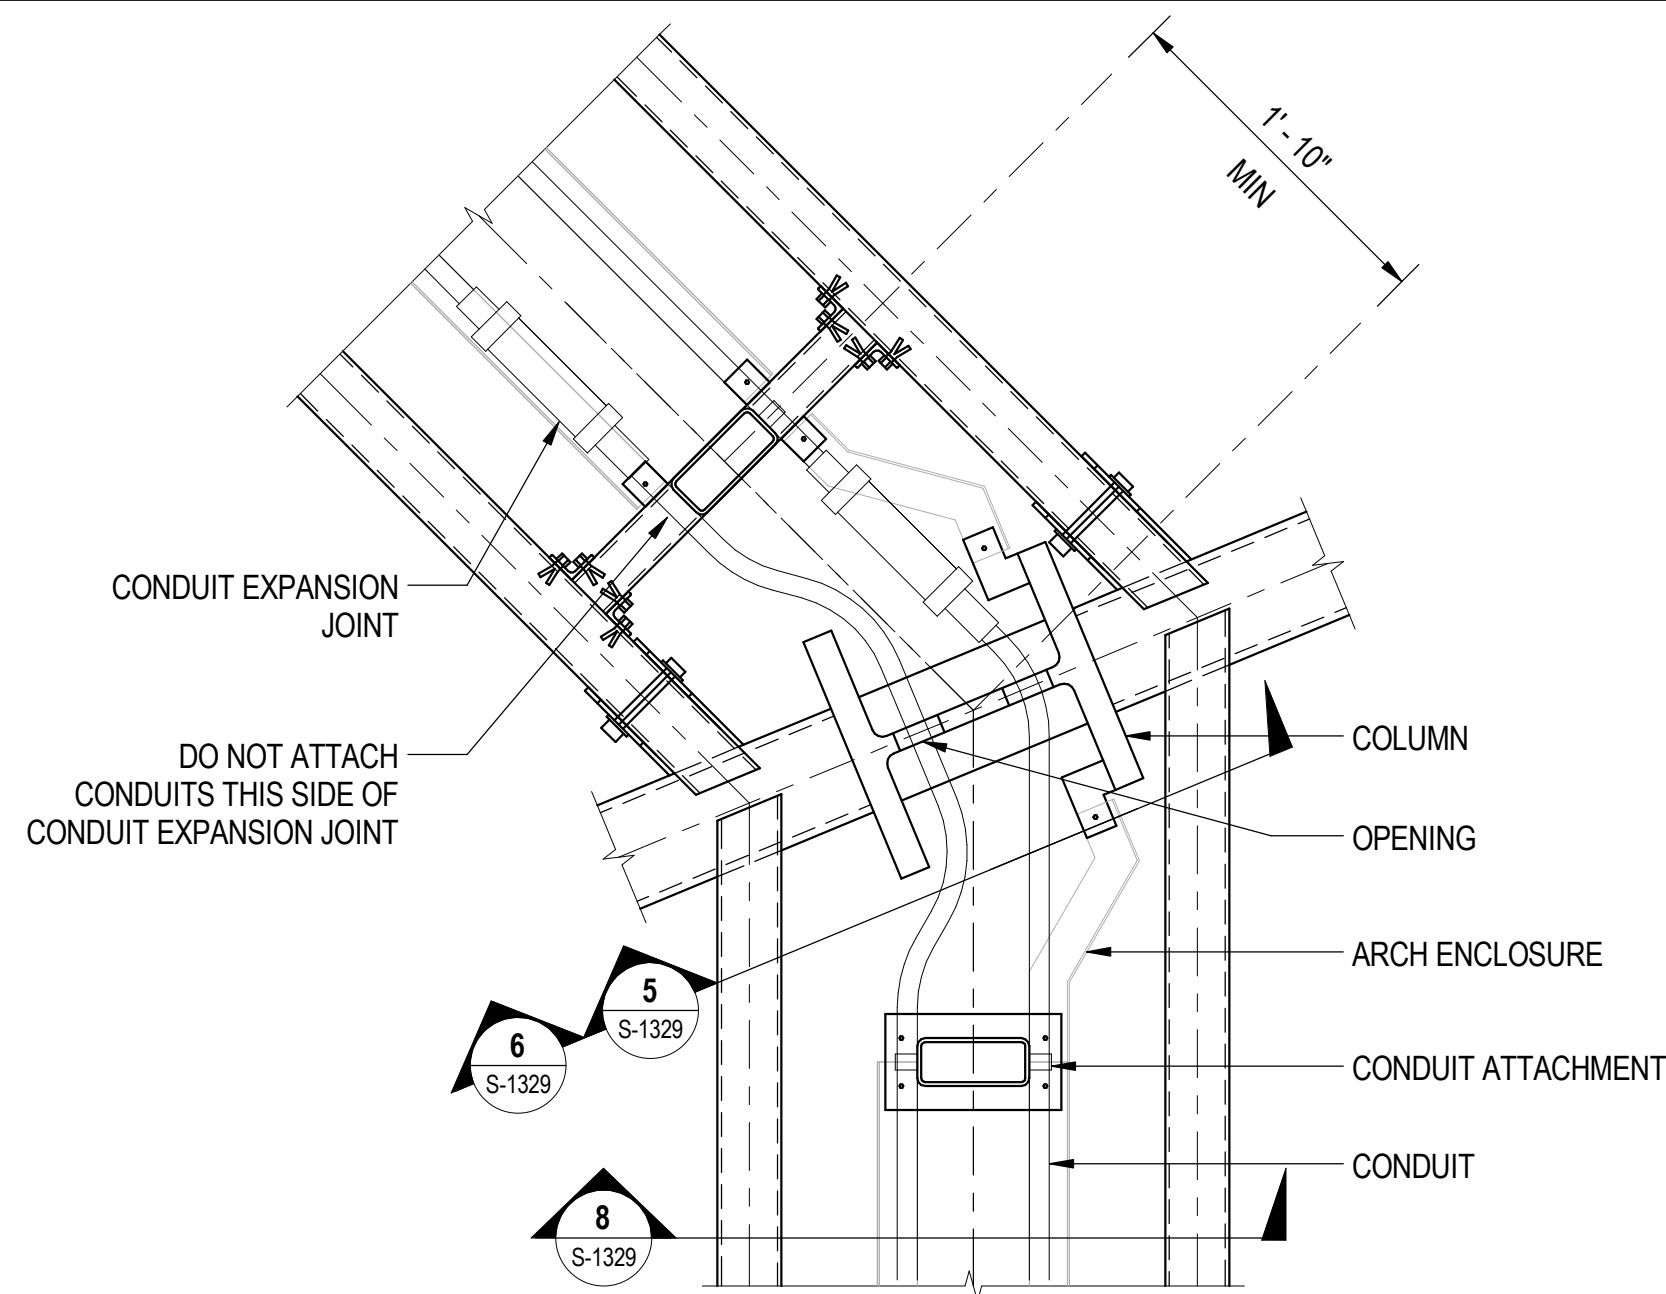 1' - 10"
MIN
CONDUIT EXPANSION
JOINT
DO NOT ATTACH
CONDUITS THIS SIDE OF
CONDUIT EXPANSION JOINT
COLUMN
OPENING
ARCH ENCLOSURE
CONDUIT ATTACHMENT
CONDUIT
5
S-1329
6
S-1329
8
S-1329